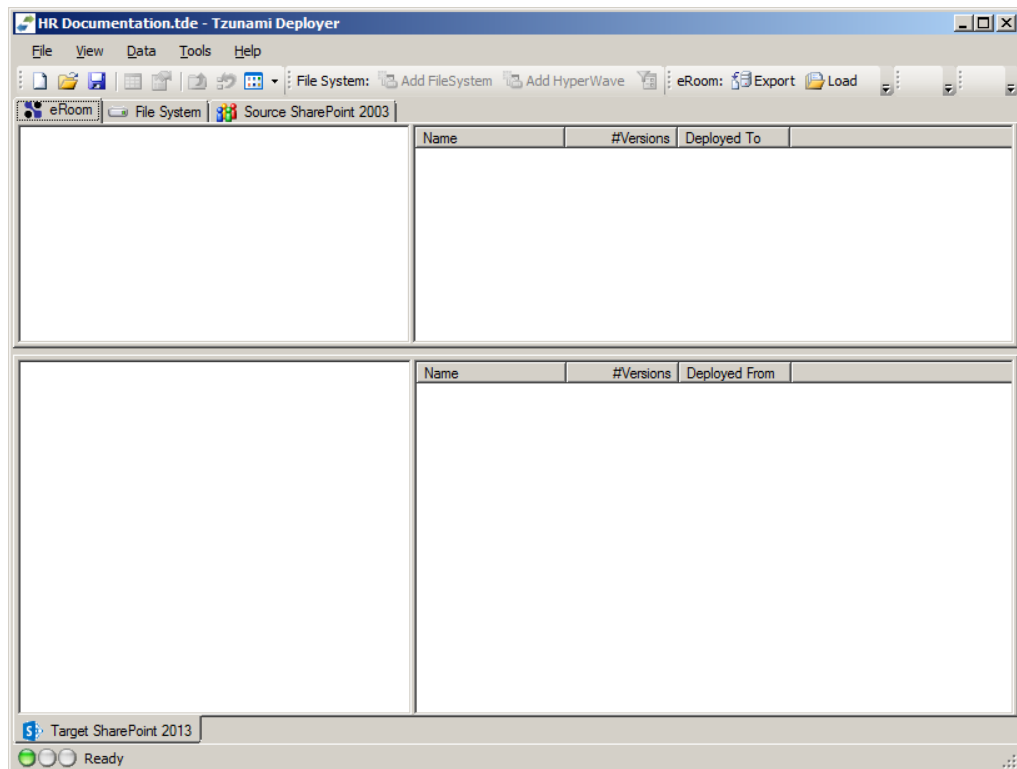 HR Documentation.tde - Tzunami Deployer
File View Data Tools Help
File System: Add FileSystem Add HyperWave eRoom: Export Load
eRoom File System Source SharePoint 2003
Name #Versions Deployed To
Name #Versions Deployed From
S Target SharePoint 2013
Ready